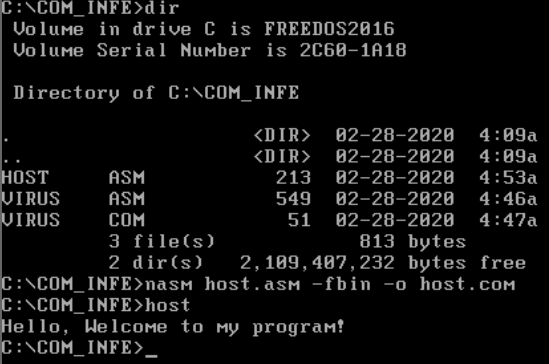 C:\COM_INFE>dir
Volume in drive C is FREEDOS2016
Volume Serial Number is 2C60-1A18
Directory of C:\COM_INFE
. <DIR> 02-28-2020 4:09a
.. <DIR> 02-28-2020 4:09a
HOST ASM 213 02-28-2020 4:53a
VIRUS ASM 549 02-28-2020 4:46a
VIRUS COM 51 02-28-2020 4:47a
3 file(s) 813 bytes
2 dir(s) 2,109,407,232 bytes free
C:\COM_INFE>nasm host.asm -fbin -o host.com
C:\COM_INFE>host
Hello, Welcome to my program!
C:\COM_INFE>_